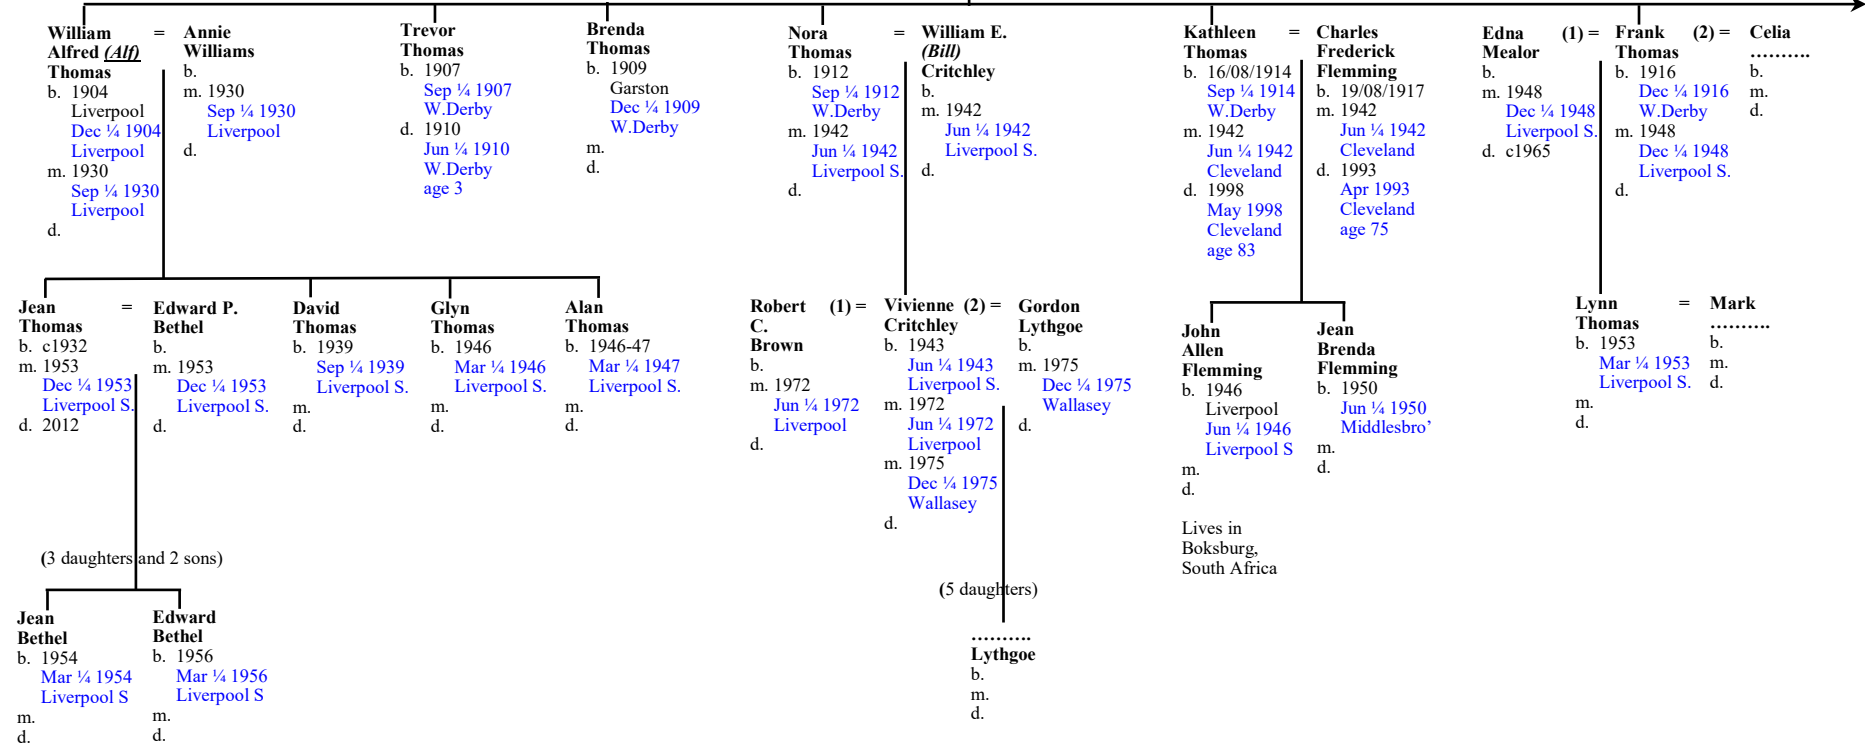 William = Annie
Alfred (Alf) Williams
Thomas
b. 1904
Liverpool
Dec ¼ 1904
Liverpool
m. 1930
Sep ¼ 1930
Liverpool
d.
b.
m. 1930
Sep ¼ 1930
Liverpool
d.
Trevor
Thomas
b. 1907
Sep ¼ 1907
W.Derby
d. 1910
Jun ¼ 1910
W.Derby
age 3
Brenda
Thomas
b. 1909
Garston
Dec ¼ 1909
W.Derby
m.
d.
Nora =
Thomas
b. 1912
Sep ¼ 1912
W.Derby
m. 1942
Jun ¼ 1942
Liverpool S.
d.
William E.
(Bill)
Critchley
b.
m. 1942
Jun ¼ 1942
Liverpool S.
d.
Kathleen =
Thomas
b. 16/08/1914
Sep ¼ 1914
W.Derby
m. 1942
Jun ¼ 1942
Cleveland
d. 1998
May 1998
Cleveland
age 83
Charles
Frederick
Flemming
b. 19/08/1917
m. 1942
Jun ¼ 1942
Cleveland
d. 1993
Apr 1993
Cleveland
age 75
Edna (1) =
Mealor
b.
m. 1948
Dec ¼ 1948
Liverpool S.
d. c1965
Frank (2) =
Thomas
b. 1916
Dec ¼ 1916
W.Derby
m. 1948
Dec ¼ 1948
Liverpool S.
d.
Celia
……….
b.
m.
d.
Jean =
Thomas
b. c1932
m. 1953
Dec ¼ 1953
Liverpool S.
d. 2012
Edward P.
Bethel
b.
m. 1953
Dec ¼ 1953
Liverpool S.
d.
David
Thomas
b. 1939
Sep ¼ 1939
Liverpool S.
m.
d.
Glyn
Thomas
b. 1946
Mar ¼ 1946
Liverpool S.
m.
d.
Alan
Thomas
b. 1946-47
Mar ¼ 1947
Liverpool S.
m.
d.
Robert (1) =
C.
Brown
b.
m. 1972
Jun ¼ 1972
Liverpool
d.
Vivienne (2) =
Critchley
b. 1943
Jun ¼ 1943
Liverpool S.
m. 1972
Jun ¼ 1972
Liverpool
m. 1975
Dec ¼ 1975
Wallasey
d.
Gordon
Lythgoe
b.
m. 1975
Dec ¼ 1975
Wallasey
d.
John
Allen
Flemming
b. 1946
Liverpool
Jun ¼ 1946
Liverpool S
m.
d.
Lives in
Boksburg,
South Africa
Jean
Brenda
Flemming
b. 1950
Jun ¼ 1950
Middlesbro’
m.
d.
Lynn =
Thomas
b. 1953
Mar ¼ 1953
Liverpool S.
m.
d.
Mark
……….
b.
m.
d.
(3 daughters and 2 sons)
(5 daughters)
Jean
Bethel
b. 1954
Mar ¼ 1954
Liverpool S
m.
d.
Edward
Bethel
b. 1956
Mar ¼ 1956
Liverpool S
m.
d.
……….
Lythgoe
b.
m.
d.